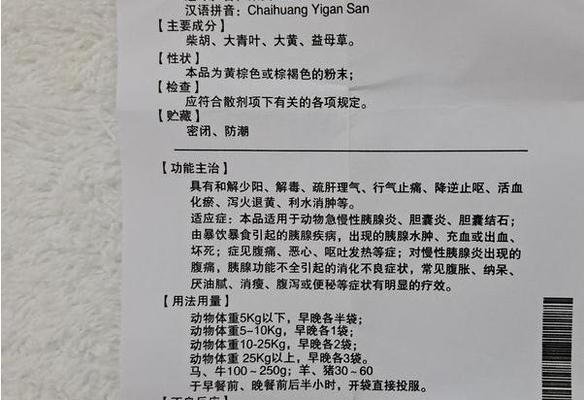 汉语拼音：Chaihuang Yigan San
【主要成分】
柴胡、大青叶、大黄、益母草。
【性状】
本品为黄棕色或棕褐色的粉末；
【检查】
应符合散剂项下有关的各项规定。
【贮藏】
密闭、防潮
【功能主治】
具有和解少阳、解毒、疏肝理气、行气止痛、降逆止呕、活血
化瘀、泻火退黄、利水消肿等。
适应症：本品适用于动物急慢性胰腺炎、胆囊炎、胆囊结石；
由暴饮暴食引起的胰腺疾病，出现的胰腺水肿、充血或出血、
坏死；症见腹痛、恶心、呕吐发热等症；对慢性胰腺炎出现的
腹痛，胰腺功能不全引起的消化不良症状，常见腹胀、纳呆、
厌油腻、消瘦、腹泻或便秘等症状有明显的疗效。
【用法用量】
动物体重5Kg以下，早晚各半袋；
动物体重5~10Kg，早晚各1袋；
动物体重10-25Kg，早晚各2袋；
动物体重 25Kg以上，早晚各3袋。
马、牛100～250g；羊、猪30～60
于早餐前、晚餐前后半小时，开袋直接投服。